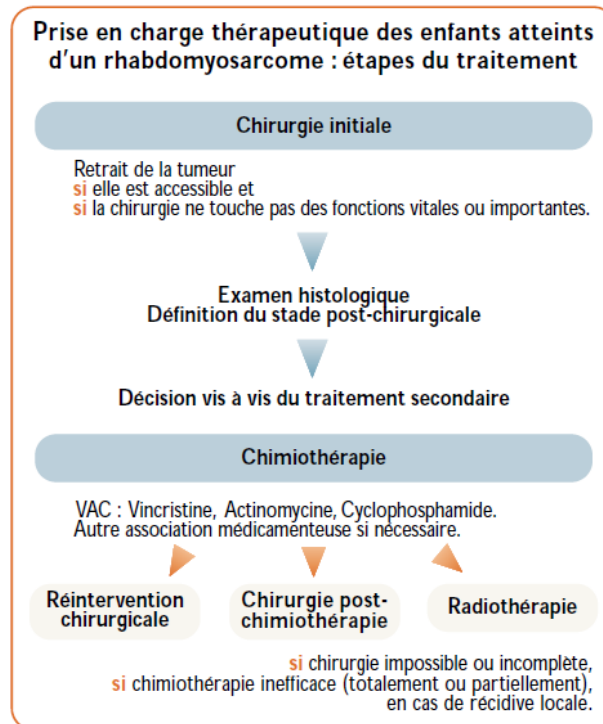 Prise en charge thérapeutique des enfants atteints
d'un rhabdomyosarcome : étapes du traitement
Chirurgie initiale
Retrait de la tumeur
si elle est accessible et
si la chirurgie ne touche pas des fonctions vitales ou importantes.
Examen histologique
Définition du stade post-chirurgicale
Décision vis à vis du traitement secondaire
Chimiothérapie
VAC : Vincristine, Actinomycine, Cyclophosphamide.
Autre association médicamenteuse si nécessaire.
Réintervention
chirurgicale
Chirurgie post-
chimiothérapie
Radiothérapie
si chirurgie impossible ou incomplète,
si chimiothérapie inefficace (totalement ou partiellement),
en cas de récidive locale.